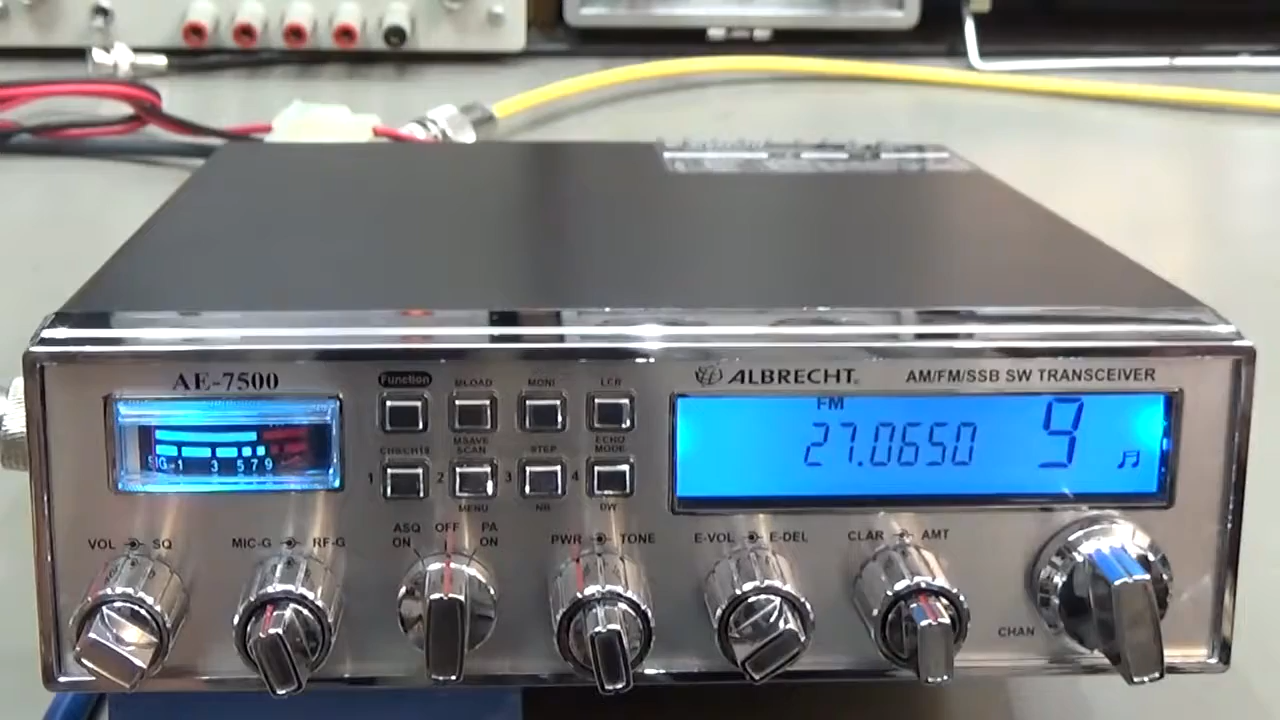 AE-7500
Function
MLOAD
MONI
LCR
ALBRECHT
AM/FM/SSB SW TRANSCEIVER
FM
27.0650
9
SIG-1 3 5 7 9
CH9/CH19
MSAVE
SCAN
STEP
ECHO
MODE
1
2
3
4
MENU
NB
DW
VOL SQ
MIC-G RF-G
ASQ
ON
OFF
PA
ON
PWR TONE
E-VOL E-DEL
CLAR AMT
CHAN